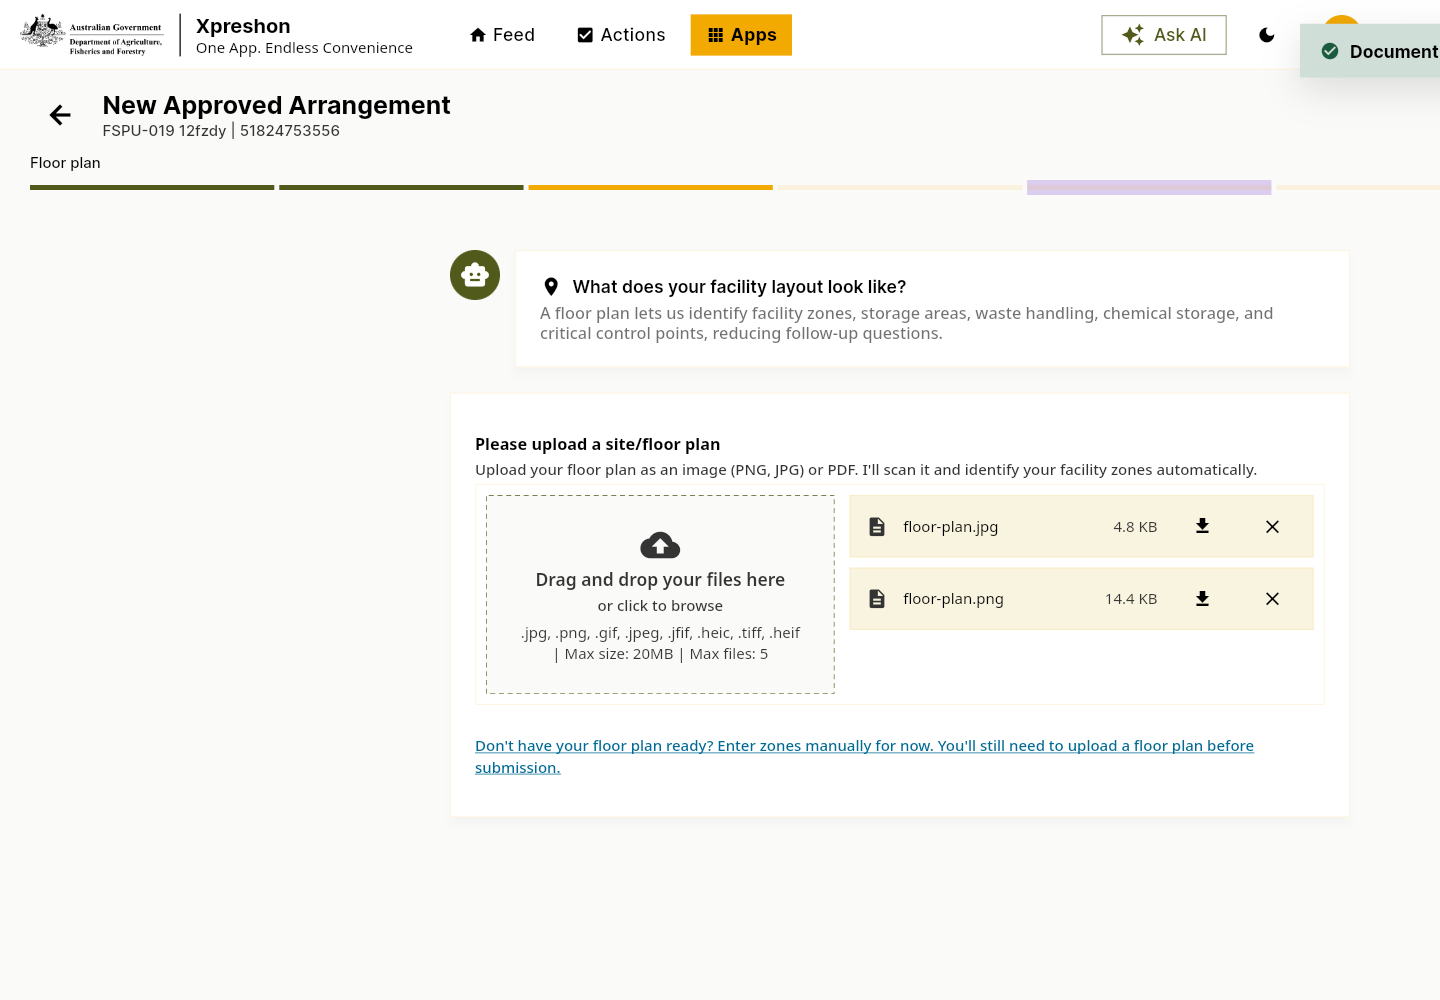 Australian Government
Department of Agriculture,
Fisheries and Forestry
Xpreshon
One App. Endless Convenience
Feed
Actions
Apps
Ask AI
Document
New Approved Arrangement
FSPU-019 12fzdy | 51824753556
Floor plan
What does your facility layout look like?
A floor plan lets us identify facility zones, storage areas, waste handling, chemical storage, and
critical control points, reducing follow-up questions.
Please upload a site/floor plan
Upload your floor plan as an image (PNG, JPG) or PDF. I'll scan it and identify your facility zones automatically.
Drag and drop your files here
or click to browse
.jpg, .png, .gif, .jpeg, .jfif, .heic, .tiff, .heif
| Max size: 20MB | Max files: 5
floor-plan.jpg 4.8 KB
floor-plan.png 14.4 KB
Don't have your floor plan ready? Enter zones manually for now. You'll still need to upload a floor plan before
submission.